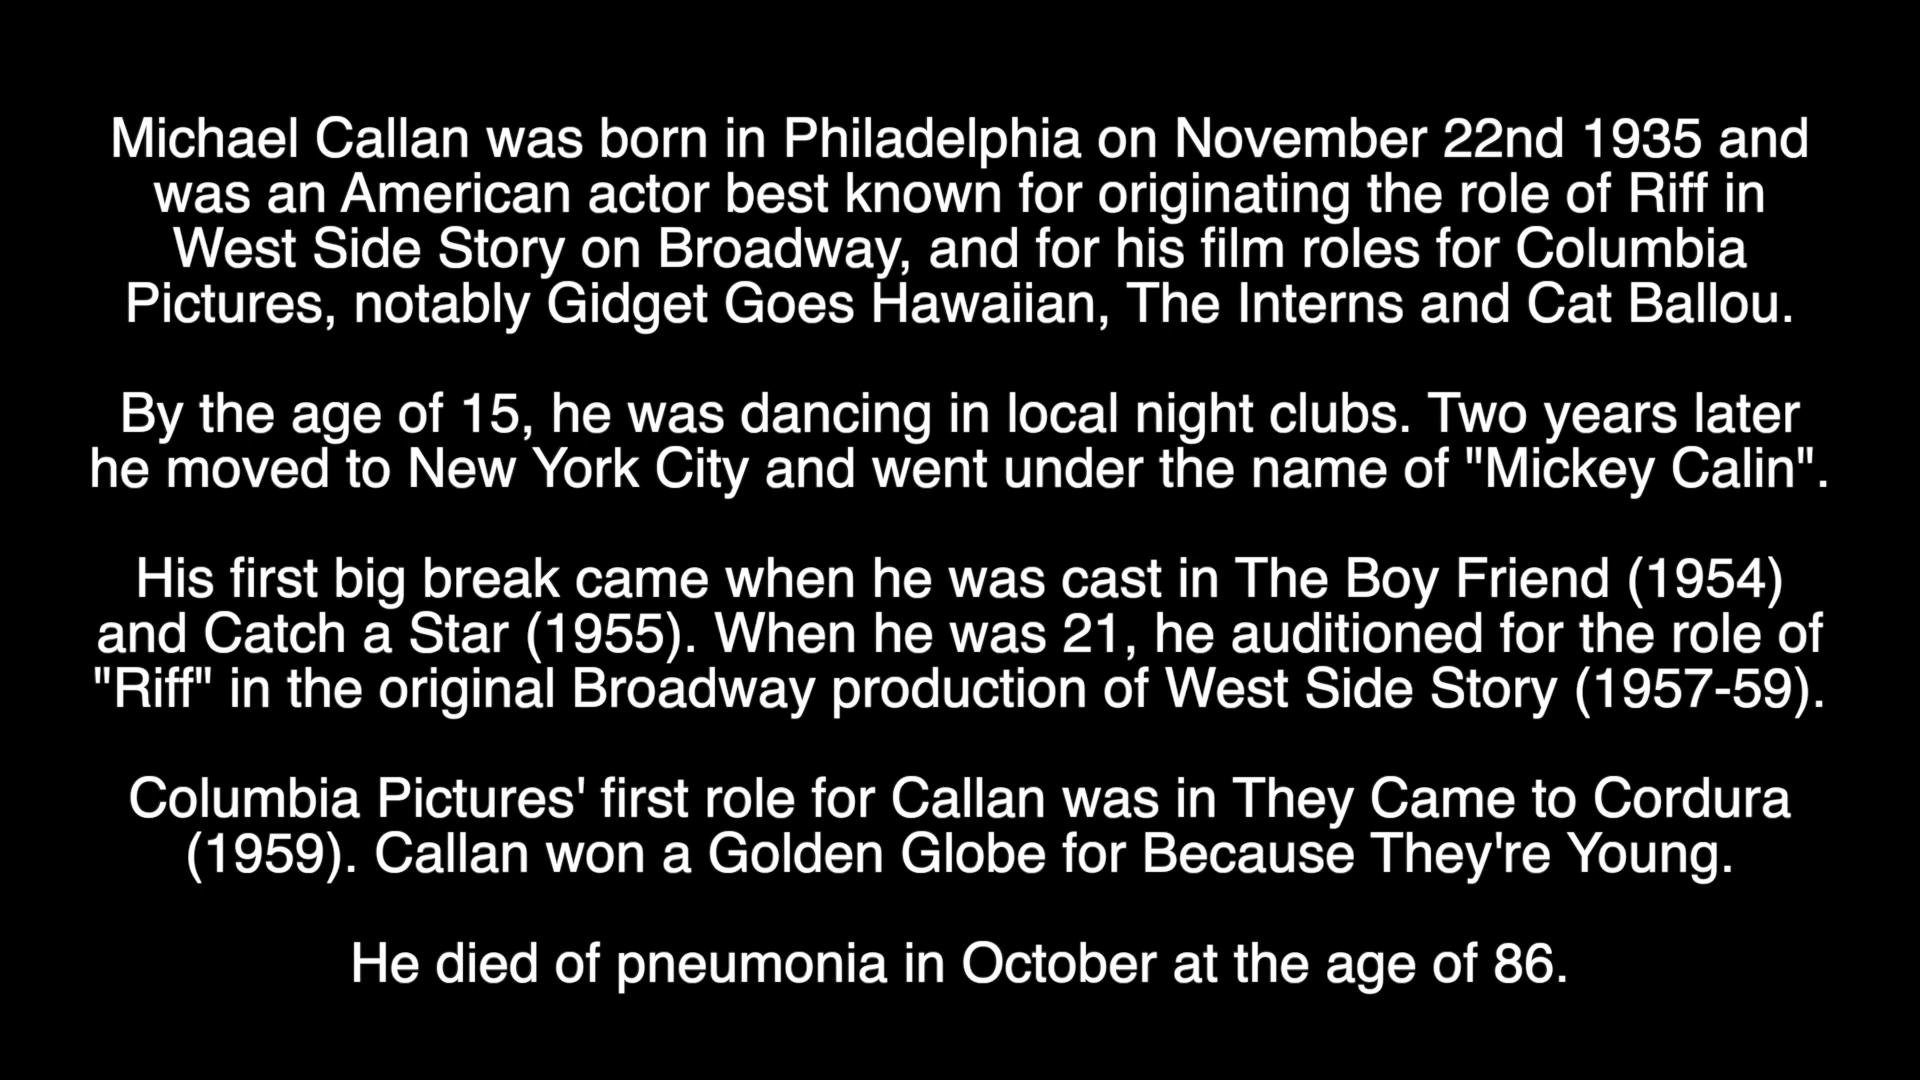 Michael Callan was born in Philadelphia on November 22nd 1935 and
was an American actor best known for originating the role of Riff in
West Side Story on Broadway, and for his film roles for Columbia
Pictures, notably Gidget Goes Hawaiian, The Interns and Cat Ballou.
By the age of 15, he was dancing in local night clubs. Two years later
he moved to New York City and went under the name of "Mickey Calin".
His first big break came when he was cast in The Boy Friend (1954)
and Catch a Star (1955). When he was 21, he auditioned for the role of
"Riff" in the original Broadway production of West Side Story (1957-59).
Columbia Pictures' first role for Callan was in They Came to Cordura
(1959). Callan won a Golden Globe for Because They're Young.
He died of pneumonia in October at the age of 86.